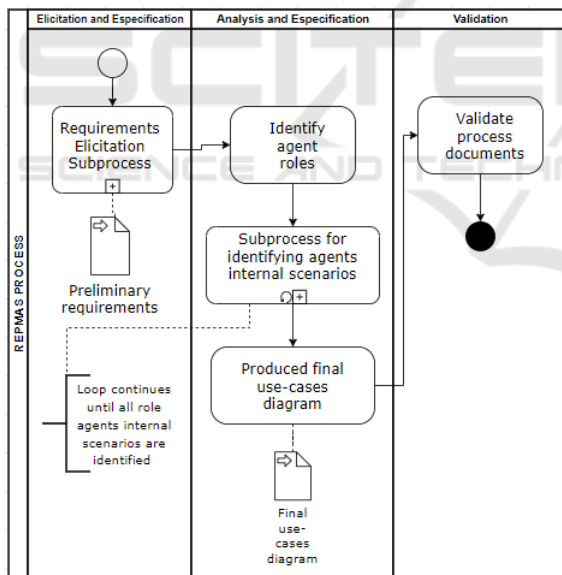 Elicitation and Especification
Analysis and Especification
Validation
REPMAS PROCESS
Requirements
Elicitation
Subprocess
Identify
agent
roles
Validate
process
documents
Preliminary
requirements
Subprocess for
identifying agents
internal scenarios
Loop continues
until all role
agents internal
scenarios are
identified
Produced final
use-cases
diagram
Final
use-
cases
diagram